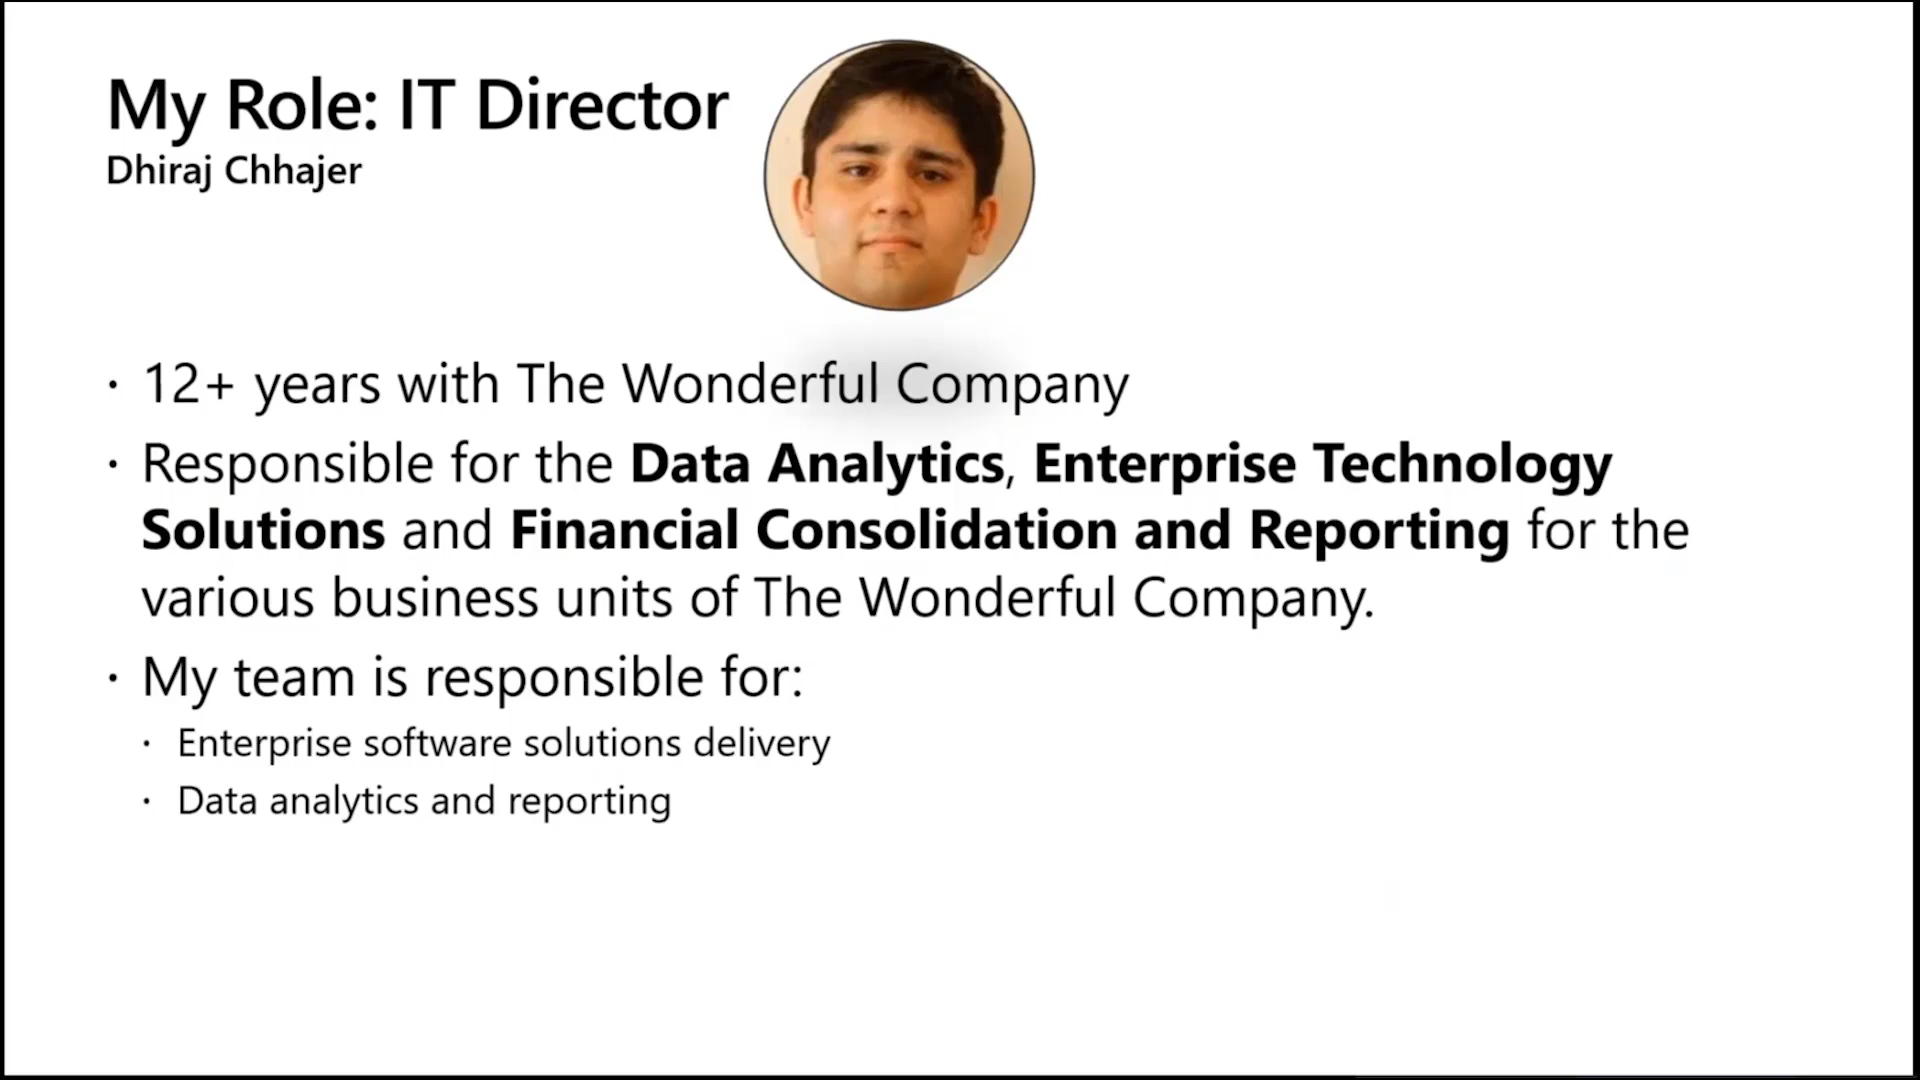 My Role: IT Director
Dhiraj Chhajer
· 12+ years with The Wonderful Company
· Responsible for the Data Analytics, Enterprise Technology
Solutions and Financial Consolidation and Reporting for the
various business units of The Wonderful Company.
· My team is responsible for:
· Enterprise software solutions delivery
· Data analytics and reporting